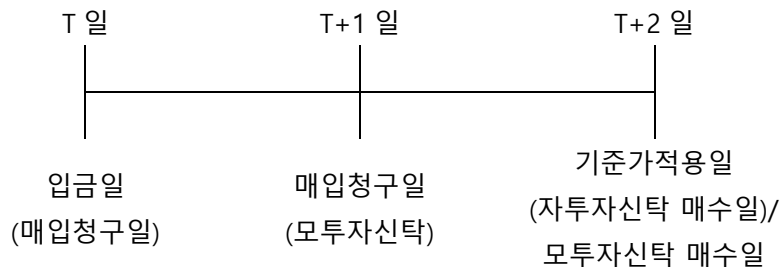 T 일
T+1 일
T+2 일
입금일
(매입청구일)
매입청구일
(모투자신탁)
기준가적용일
(자투자신탁 매수일)/
모투자신탁 매수일